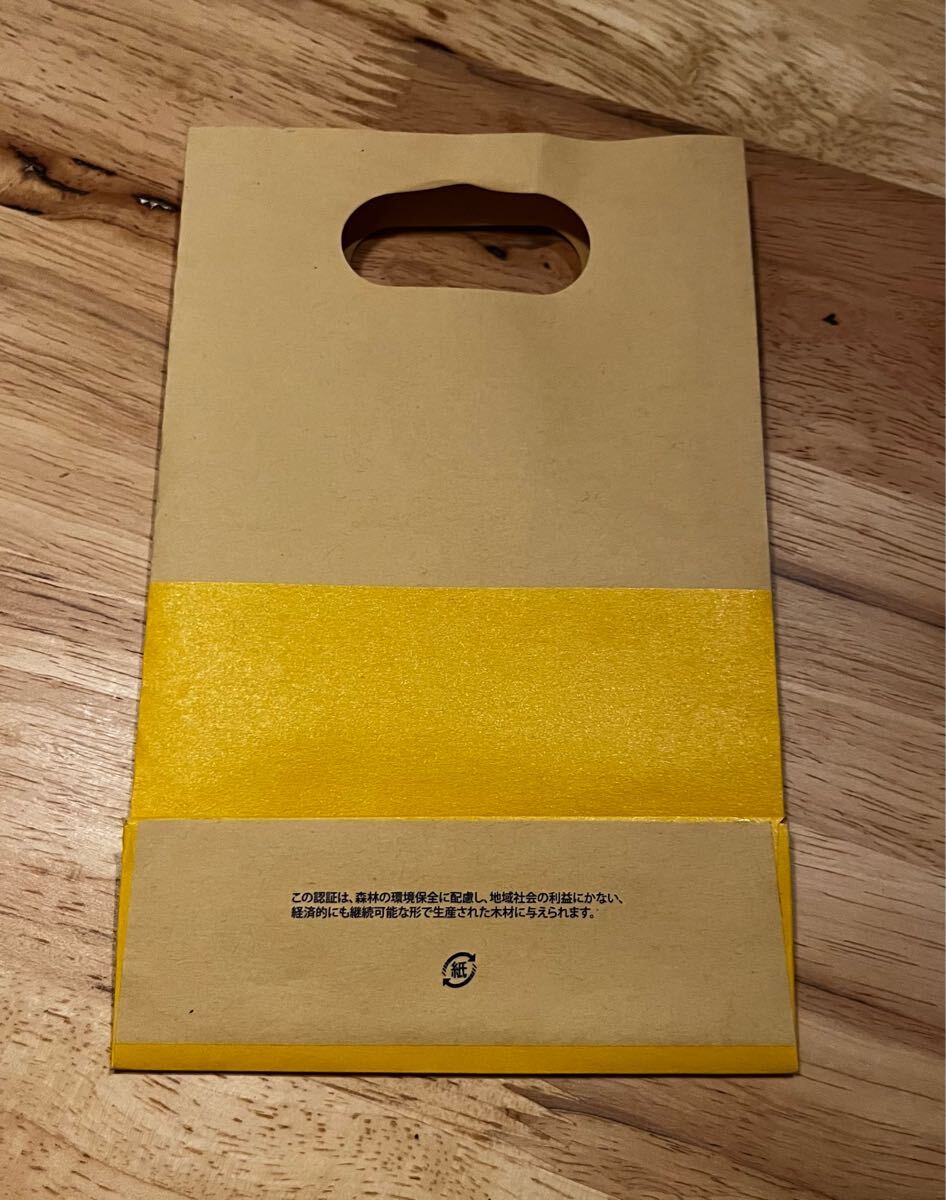 この認証は、森林の環境保全に配慮し、地域社会の利益にかない、
経済的にも継続可能な形で生産された木材に与えられます。
紙